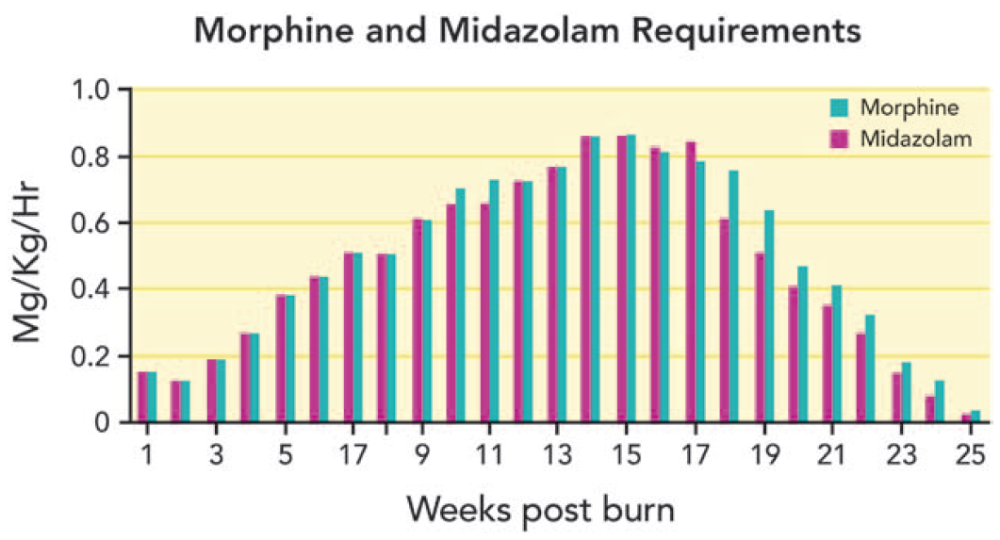 Morphine and Midazolam Requirements
1.0
0.8
0.6
0.4
0.2
0
Mg/Kg/Hr
Morphine
Midazolam
1 3 5 17 9 11 13 15 17 19 21 23 25
Weeks post burn